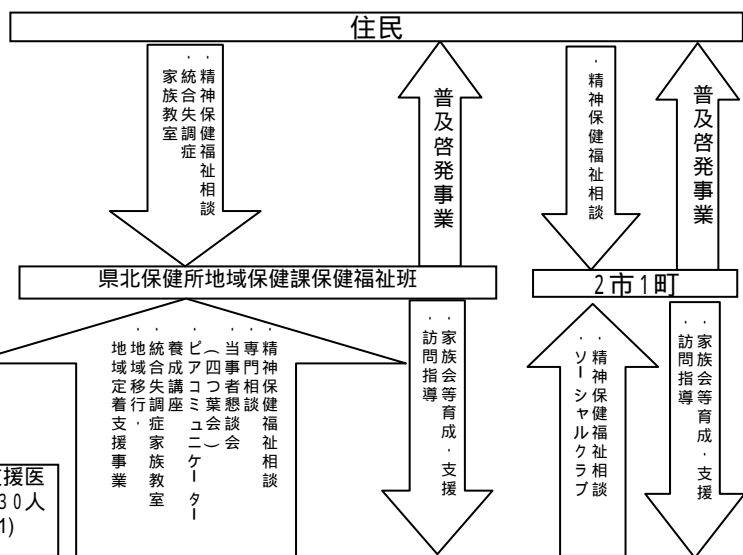 住民
・精神保健福祉相談
・統合失調症
家族教室
普及啓発事業
・精神保健福祉相談
普及啓発事業
県北保健所地域保健課保健福祉班
2市1町
・精神保健福祉相談
・専門相談
・当事者懇談会
(四つ葉会)
・ピアコミュニケーター
養成講座
・統合失調症家族教室
・地域移行・
地域定着支援事業
・家族会等育成・支援
・訪問指導
・精神保健福祉相談
・ソーシャルクラブ
・家族会等育成・支援
・訪問指導
支援医
30人
1)